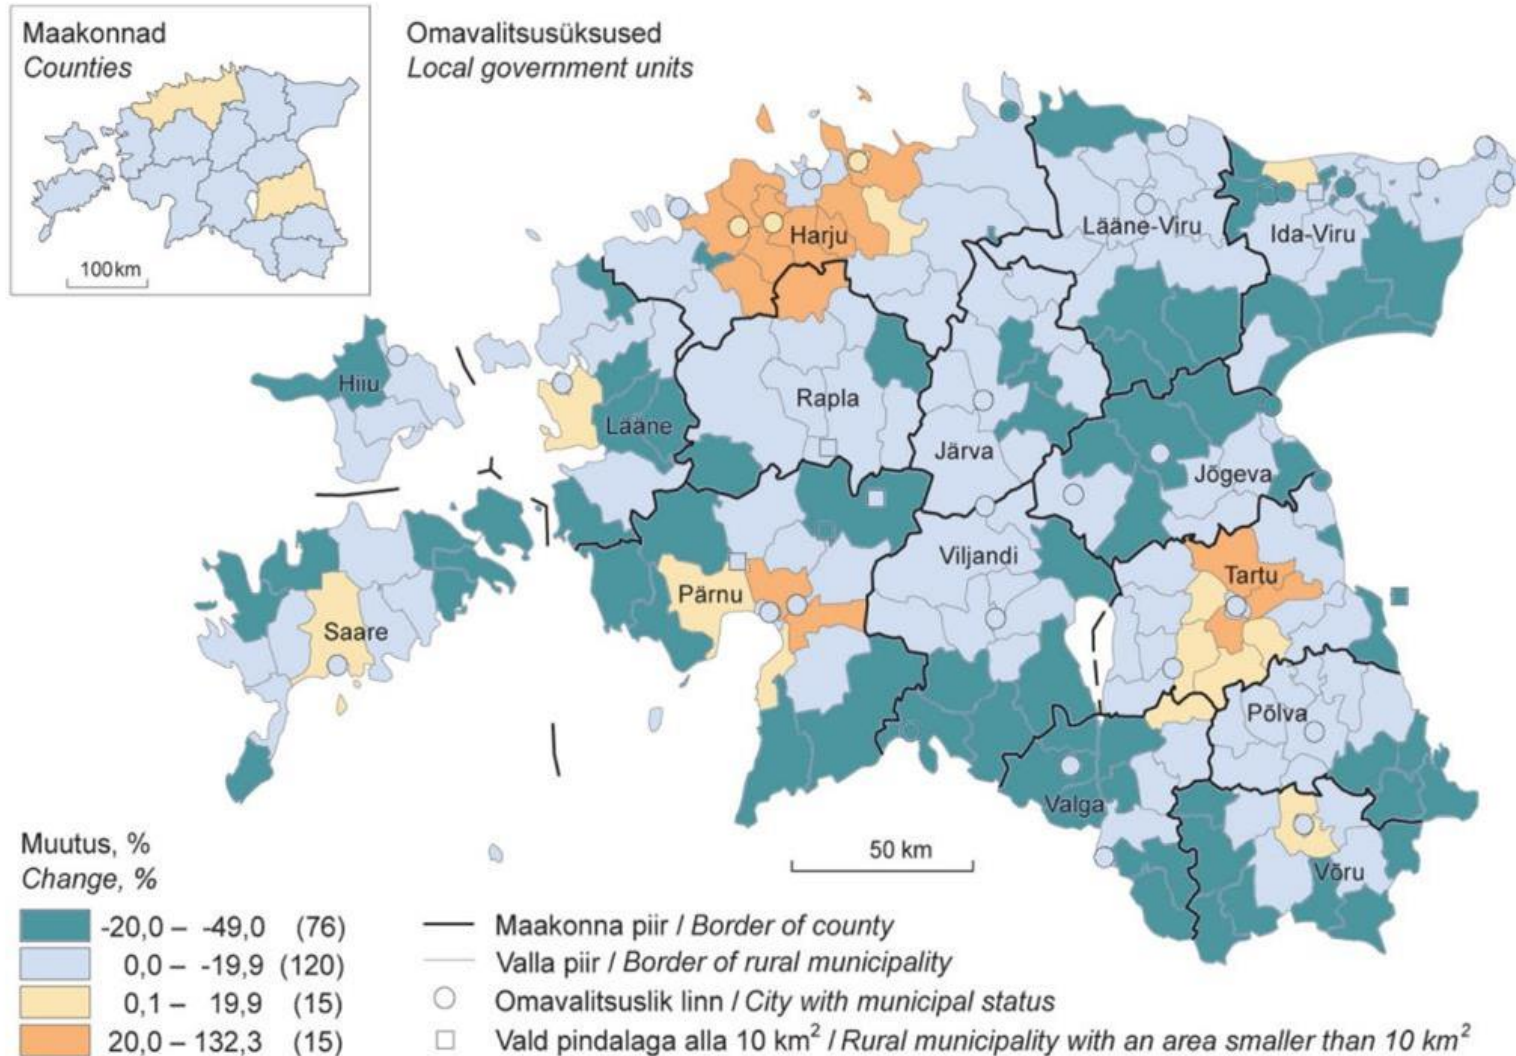 Maakonnad
Counties
100km
Omavalitsusüksused
Local government units
Harju
Lääne-Viru
Ida-Viru
Hiiu
Rapla
Lääne
Järva
Jõgeva
Viljandi
Tartu
Pärnu
Saare
Põlva
Valga
Võru
50 km
Muutus, %
Change, %
-20,0 – -49,0 (76)
0,0 – -19,9 (120)
0,1 – 19,9 (15)
20,0 – 132,3 (15)
Maakonna piir / Border of county
Valla piir / Border of rural municipality
Omavalitsuslik linn / City with municipal status
Vald pindalaga alla 10 km² / Rural municipality with an area smaller than 10 km²